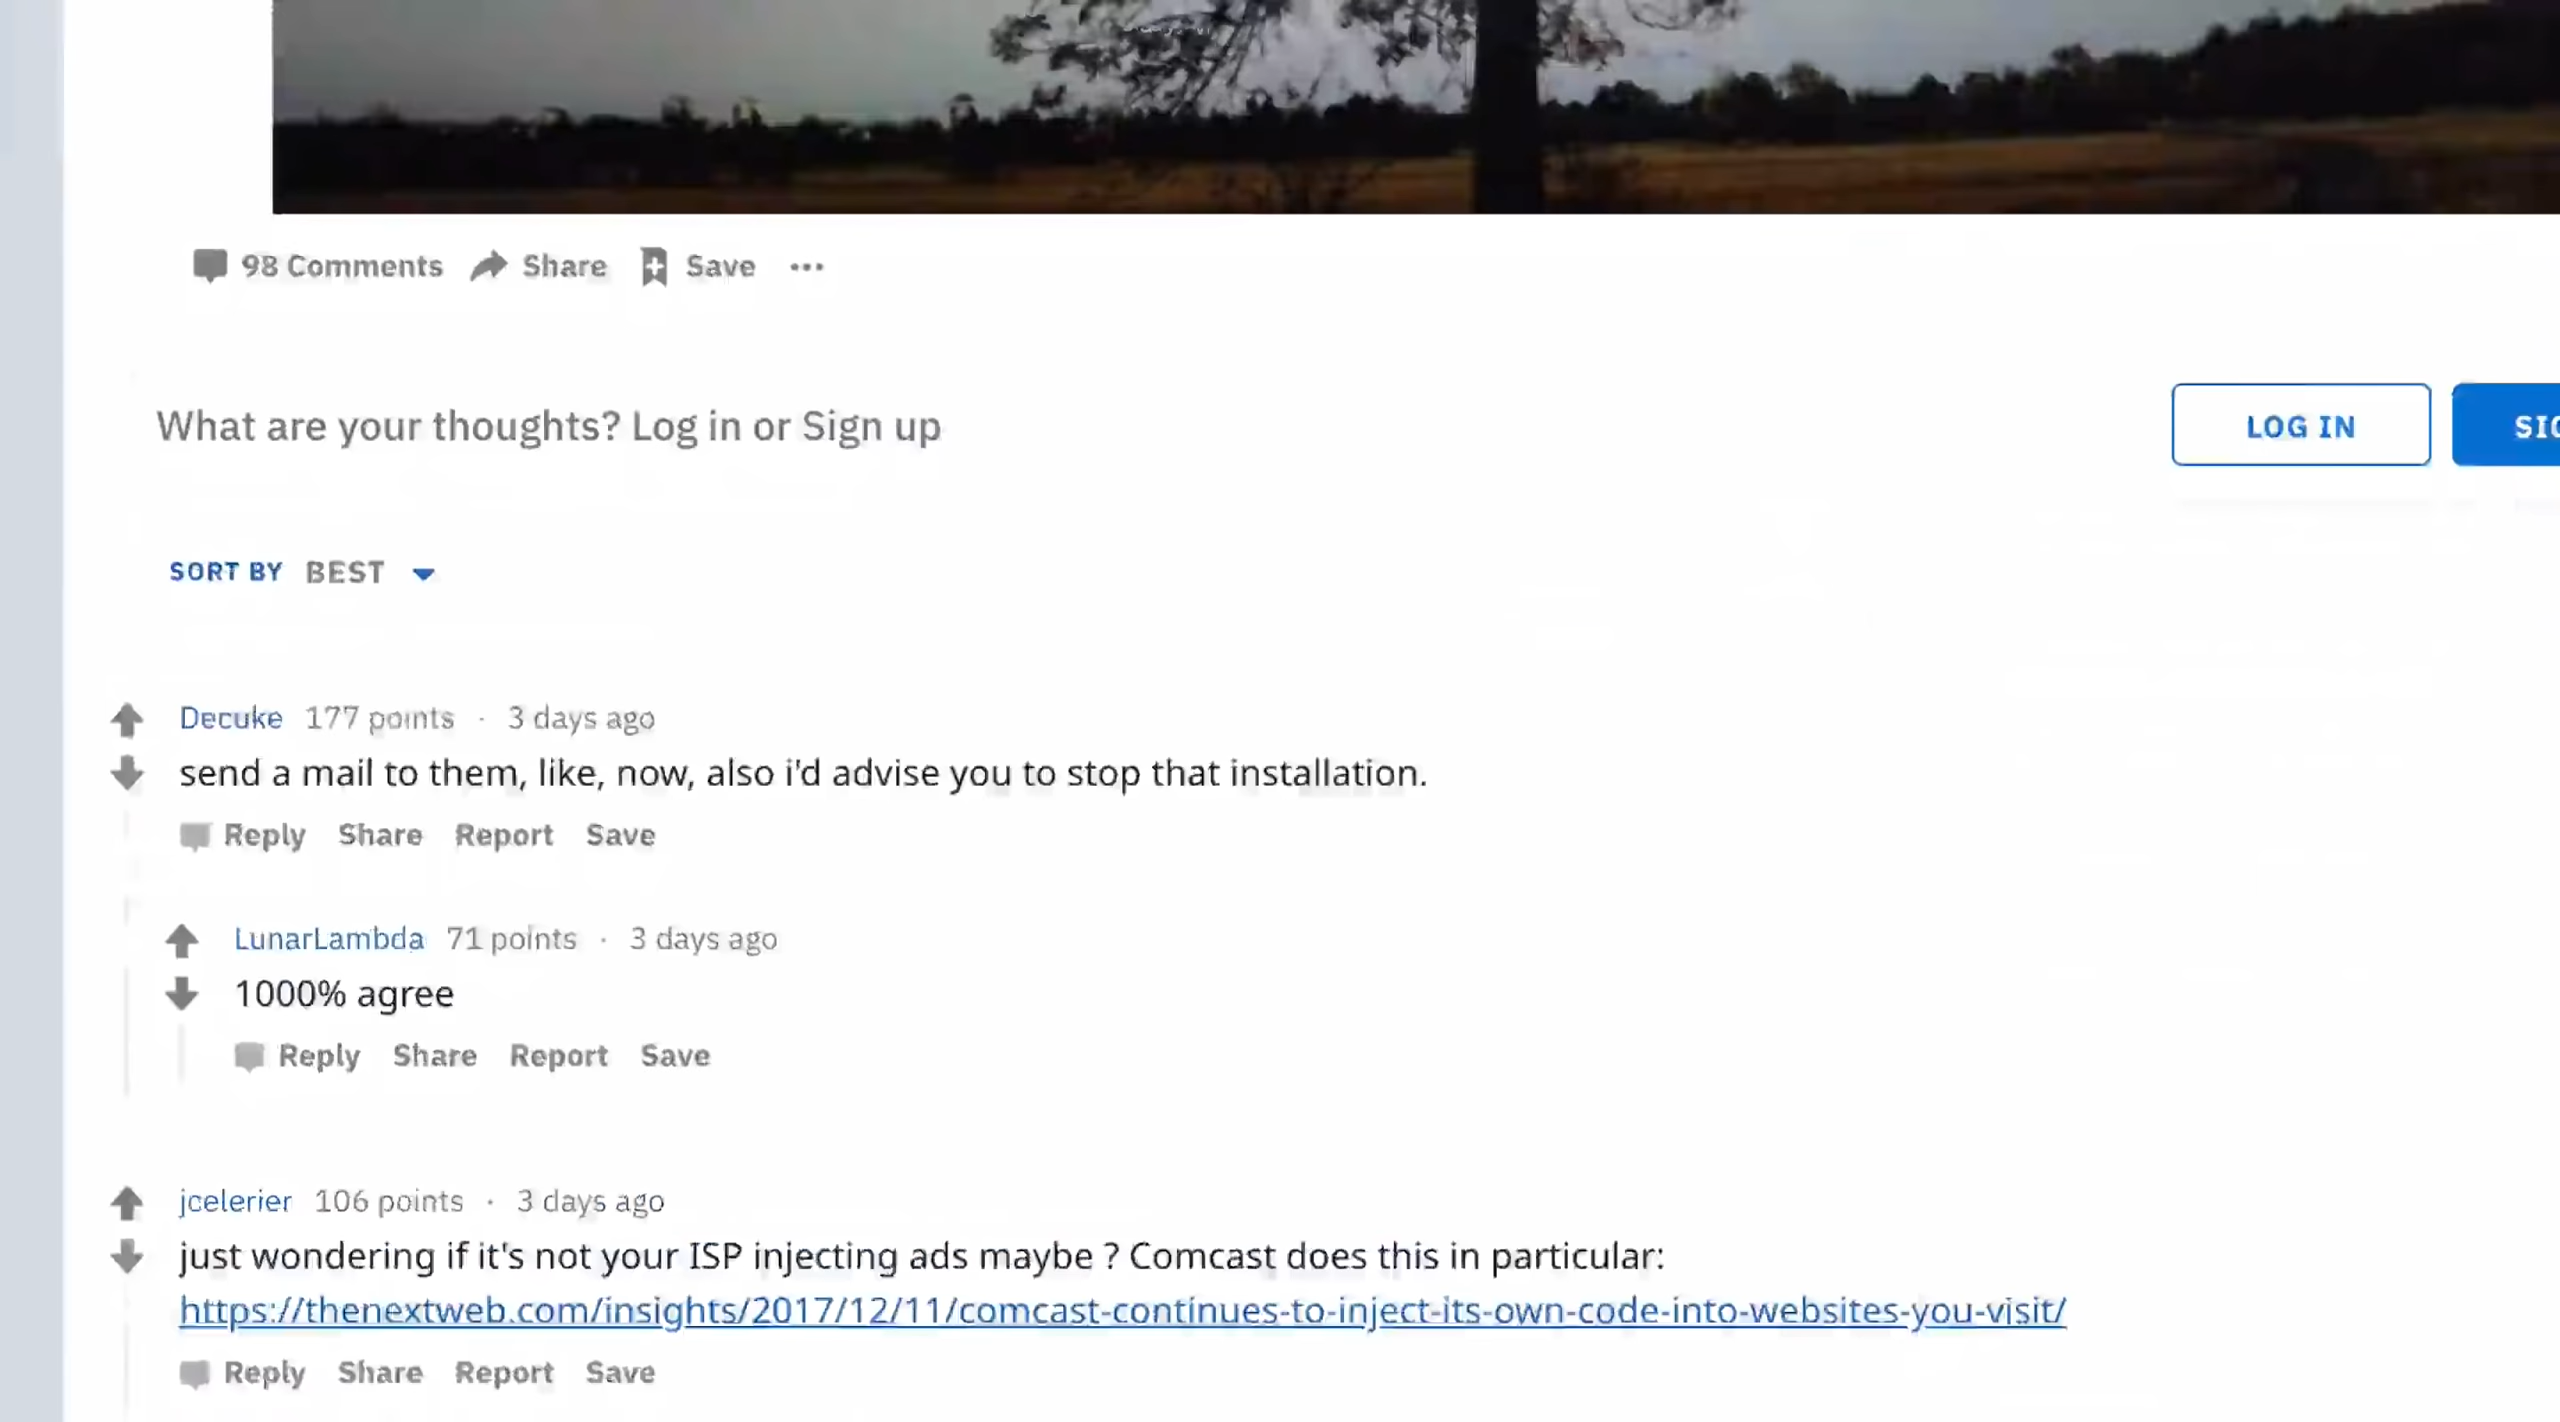 98 Comments Share Save
What are your thoughts? Log in or Sign up
LOG IN
SORT BY BEST
Decuke 177 points · 3 days ago
send a mail to them, like, now, also i'd advise you to stop that installation.
Reply Share Report Save
LunarLambda 71 points · 3 days ago
1000% agree
Reply Share Report Save
jcelerier 106 points · 3 days ago
just wondering if it's not your ISP injecting ads maybe ? Comcast does this in particular:
https://thenextweb.com/insights/2017/12/11/comcast-continues-to-inject-its-own-code-into-websites-you-visit/
Reply Share Report Save